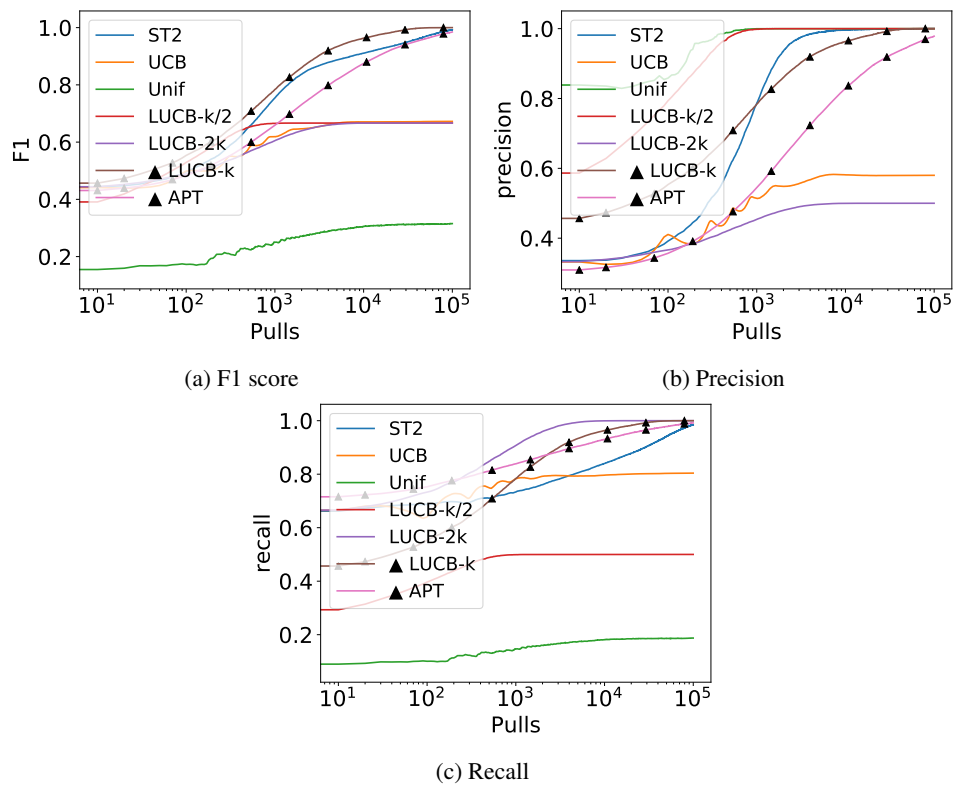 1.0
0.8
0.6
0.4
0.2
F1
ST2
UCB
Unif
LUCB-k/2
LUCB-2k
▲ LUCB-k
▲ APT
10^1 10^2 10^3 10^4 10^5
Pulls
(a) F1 score
1.0
0.8
0.6
0.4
precision
ST2
UCB
Unif
LUCB-k/2
LUCB-2k
▲ LUCB-k
▲ APT
10^1 10^2 10^3 10^4 10^5
Pulls
(b) Precision
1.0
0.8
0.6
0.4
0.2
recall
ST2
UCB
Unif
LUCB-k/2
LUCB-2k
▲ LUCB-k
▲ APT
10^1 10^2 10^3 10^4 10^5
Pulls
(c) Recall